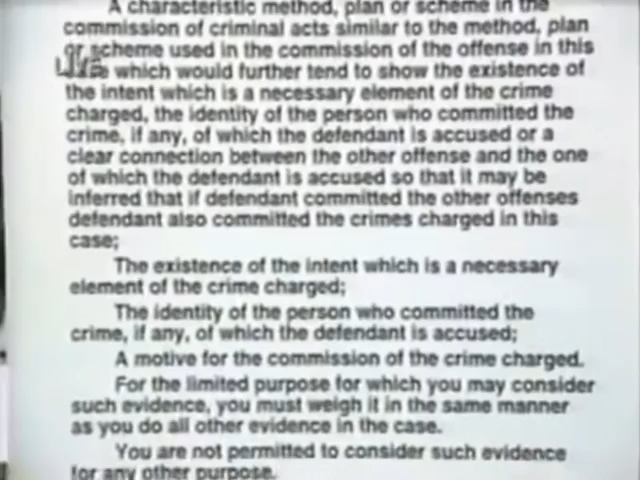 A characteristic method, plan or scheme in the
commission of criminal acts similar to the method, plan
or scheme used in the commission of the offense in this
LIVE which would further tend to show the existence of
the intent which is a necessary element of the crime
charged, the identity of the person who committed the
crime, if any, of which the defendant is accused or a
clear connection between the other offense and the one
of which the defendant is accused so that it may be
inferred that if defendant committed the other offenses
defendant also committed the crimes charged in this
case;
The existence of the intent which is a necessary
element of the crime charged;
The identity of the person who committed the
crime, if any, of which the defendant is accused;
A motive for the commission of the crime charged.
For the limited purpose for which you may consider
such evidence, you must weigh it in the same manner
as you do all other evidence in the case.
You are not permitted to consider such evidence
for any other purpose.